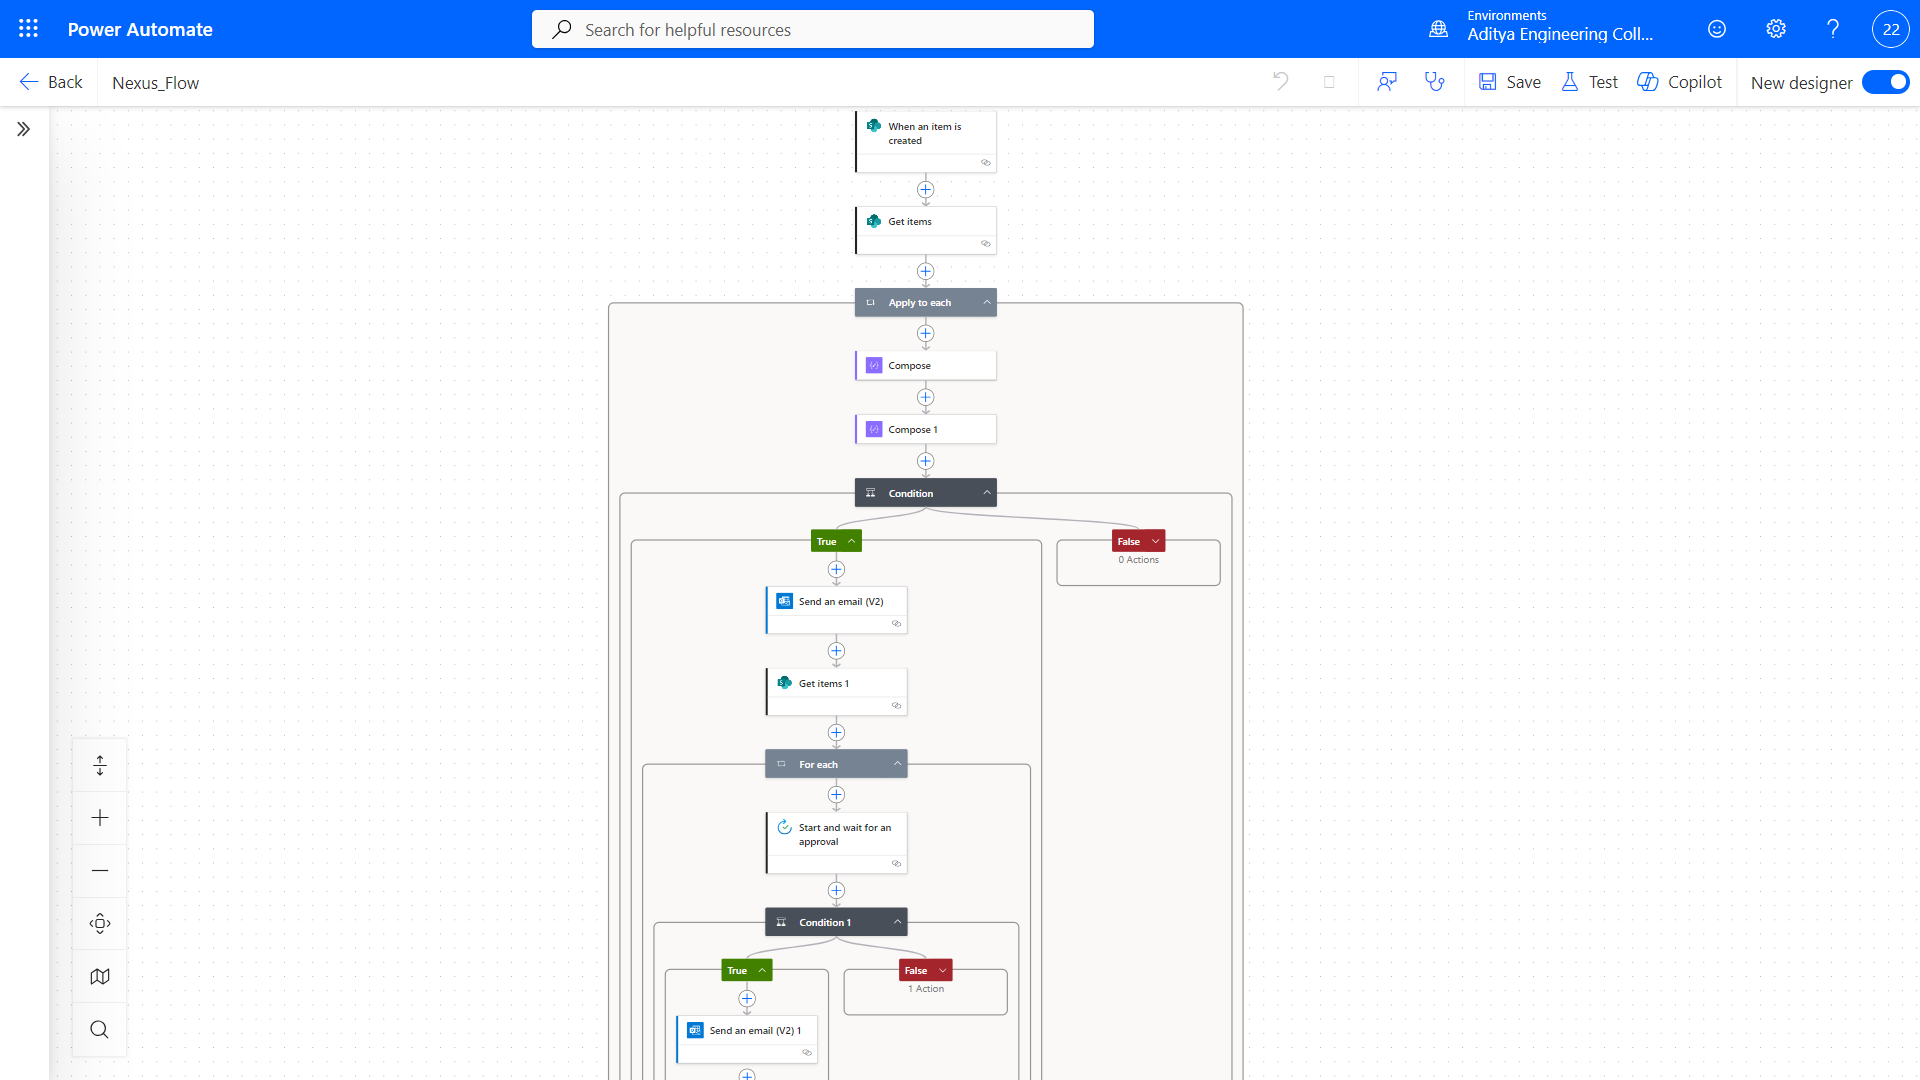 Power Automate
Search for helpful resources
Environments
Aditya Engineering Coll...
22
Back
Nexus_Flow
Save
Test
Copilot
New designer
When an item is
created
Get items
Apply to each
Compose
Compose 1
Condition
True
False
0 Actions
Send an email (V2)
Get items 1
For each
Start and wait for an
approval
Condition 1
True
False
1 Action
Send an email (V2) 1